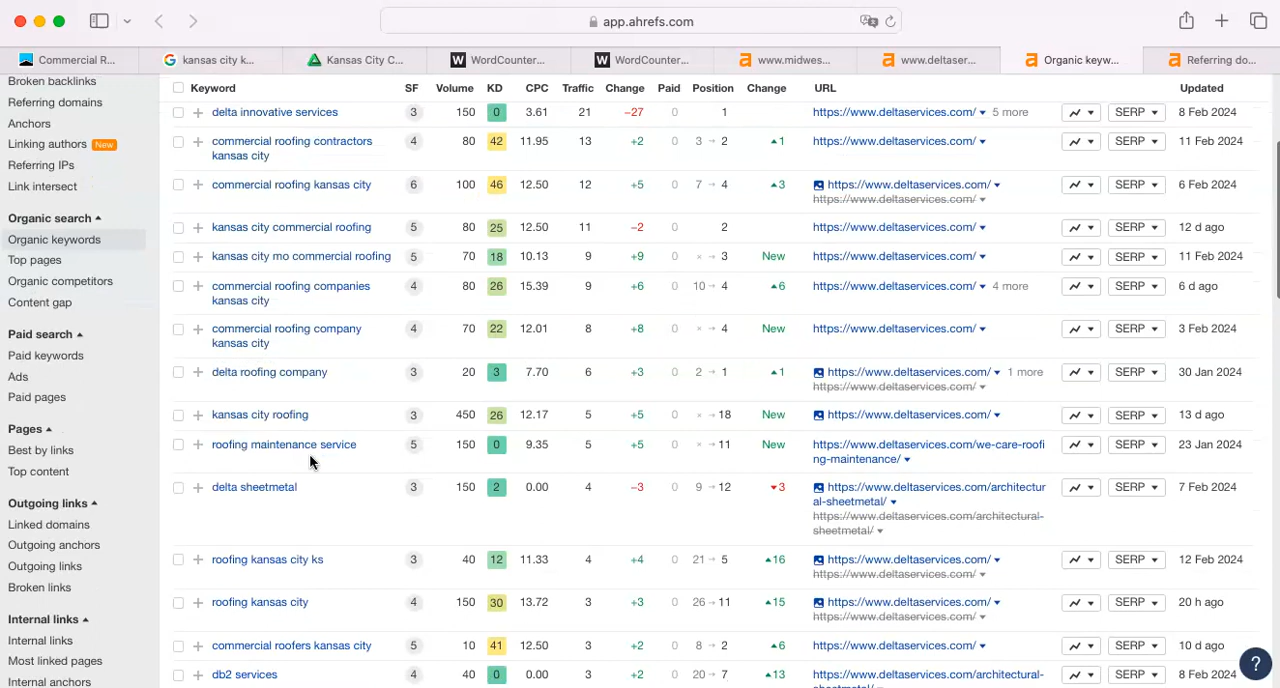 app.ahrefs.com
Commercial R...
kansas city k...
Kansas City C...
W WordCounter...
W WordCounter...
www.midwes...
www.deltaser...
Organic keyw...
Referring do...
Broken backlinks
Referring domains
Anchors
Linking authors New
Referring IPs
Link intersect
Organic search
Organic keywords
Top pages
Organic competitors
Content gap
Paid search
Paid keywords
Ads
Paid pages
Pages
Best by links
Top content
Outgoing links
Linked domains
Outgoing anchors
Outgoing links
Broken links
Internal links
Internal links
Most linked pages
Internal anchors
Keyword SF Volume KD CPC Traffic Change Paid Position Change URL Updated
delta innovative services 3 150 0 3.61 21 −27 0 1 https://www.deltaservices.com/ 5 more SERP 8 Feb 2024
commercial roofing contractors 4 80 42 11.95 13 +2 0 3 → 2 1 https://www.deltaservices.com/ SERP 11 Feb 2024
kansas city
commercial roofing kansas city 6 100 46 12.50 12 +5 0 7 → 4 3 https://www.deltaservices.com/ SERP 6 Feb 2024
https://www.deltaservices.com/
kansas city commercial roofing 5 80 25 12.50 11 −2 0 2 https://www.deltaservices.com/ SERP 12 d ago
kansas city mo commercial roofing 5 70 18 10.13 9 +9 0 × → 3 New https://www.deltaservices.com/ SERP 11 Feb 2024
commercial roofing companies 4 80 26 15.39 9 +6 0 10 → 4 6 https://www.deltaservices.com/ 4 more SERP 6 d ago
kansas city
commercial roofing company 4 70 22 12.01 8 +8 0 × → 4 New https://www.deltaservices.com/ SERP 3 Feb 2024
kansas city
delta roofing company 3 20 3 7.70 6 +3 0 2 → 1 1 https://www.deltaservices.com/ 1 more SERP 30 Jan 2024
https://www.deltaservices.com/
kansas city roofing 3 450 26 12.17 5 +5 0 × → 18 New https://www.deltaservices.com/ SERP 13 d ago
roofing maintenance service 5 150 0 9.35 5 +5 0 × → 11 New https://www.deltaservices.com/we-care-roofi SERP 23 Jan 2024
ng-maintenance/
delta sheetmetal 3 150 2 0.00 4 −3 0 9 → 12 3 https://www.deltaservices.com/architectur SERP 7 Feb 2024
al-sheetmetal/
https://www.deltaservices.com/architectural-
sheetmetal/
roofing kansas city ks 3 40 12 11.33 4 +4 0 21 → 5 16 https://www.deltaservices.com/ SERP 12 Feb 2024
https://www.deltaservices.com/
roofing kansas city 4 150 30 13.72 3 +3 0 26 → 11 15 https://www.deltaservices.com/ SERP 20 h ago
https://www.deltaservices.com/
commercial roofers kansas city 5 10 41 12.50 3 +2 0 8 → 2 6 https://www.deltaservices.com/ SERP 10 d ago
db2 services 4 40 0 0.00 3 +2 0 20 → 7 13 https://www.deltaservices.com/architectural- SERP 8 Feb 2024
sheetmetal/
?